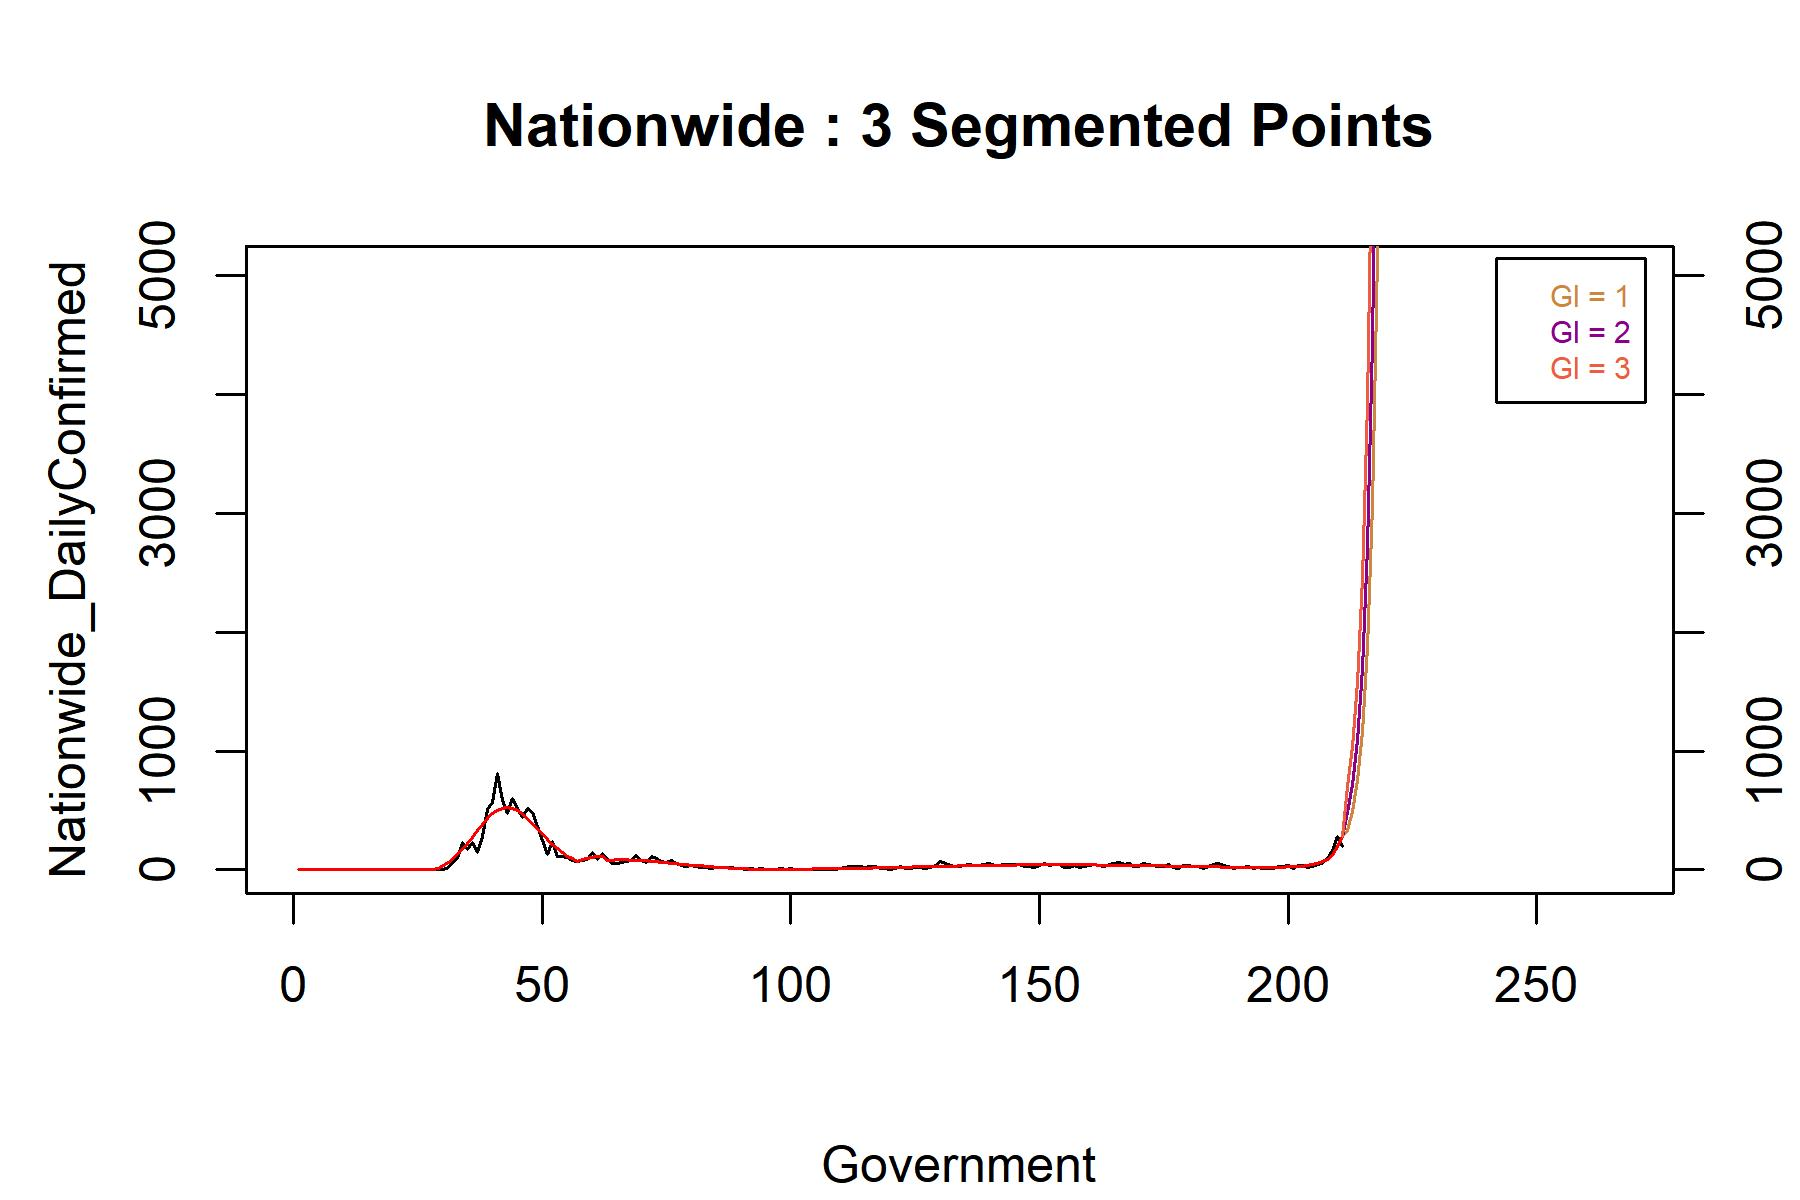 Nationwide : 3 Segmented Points
Nationwide_DailyConfirmed
5000
3000
1000
0
GI = 1
GI = 2
GI = 3
5000
3000
1000
0
0 50 100 150 200 250
Government